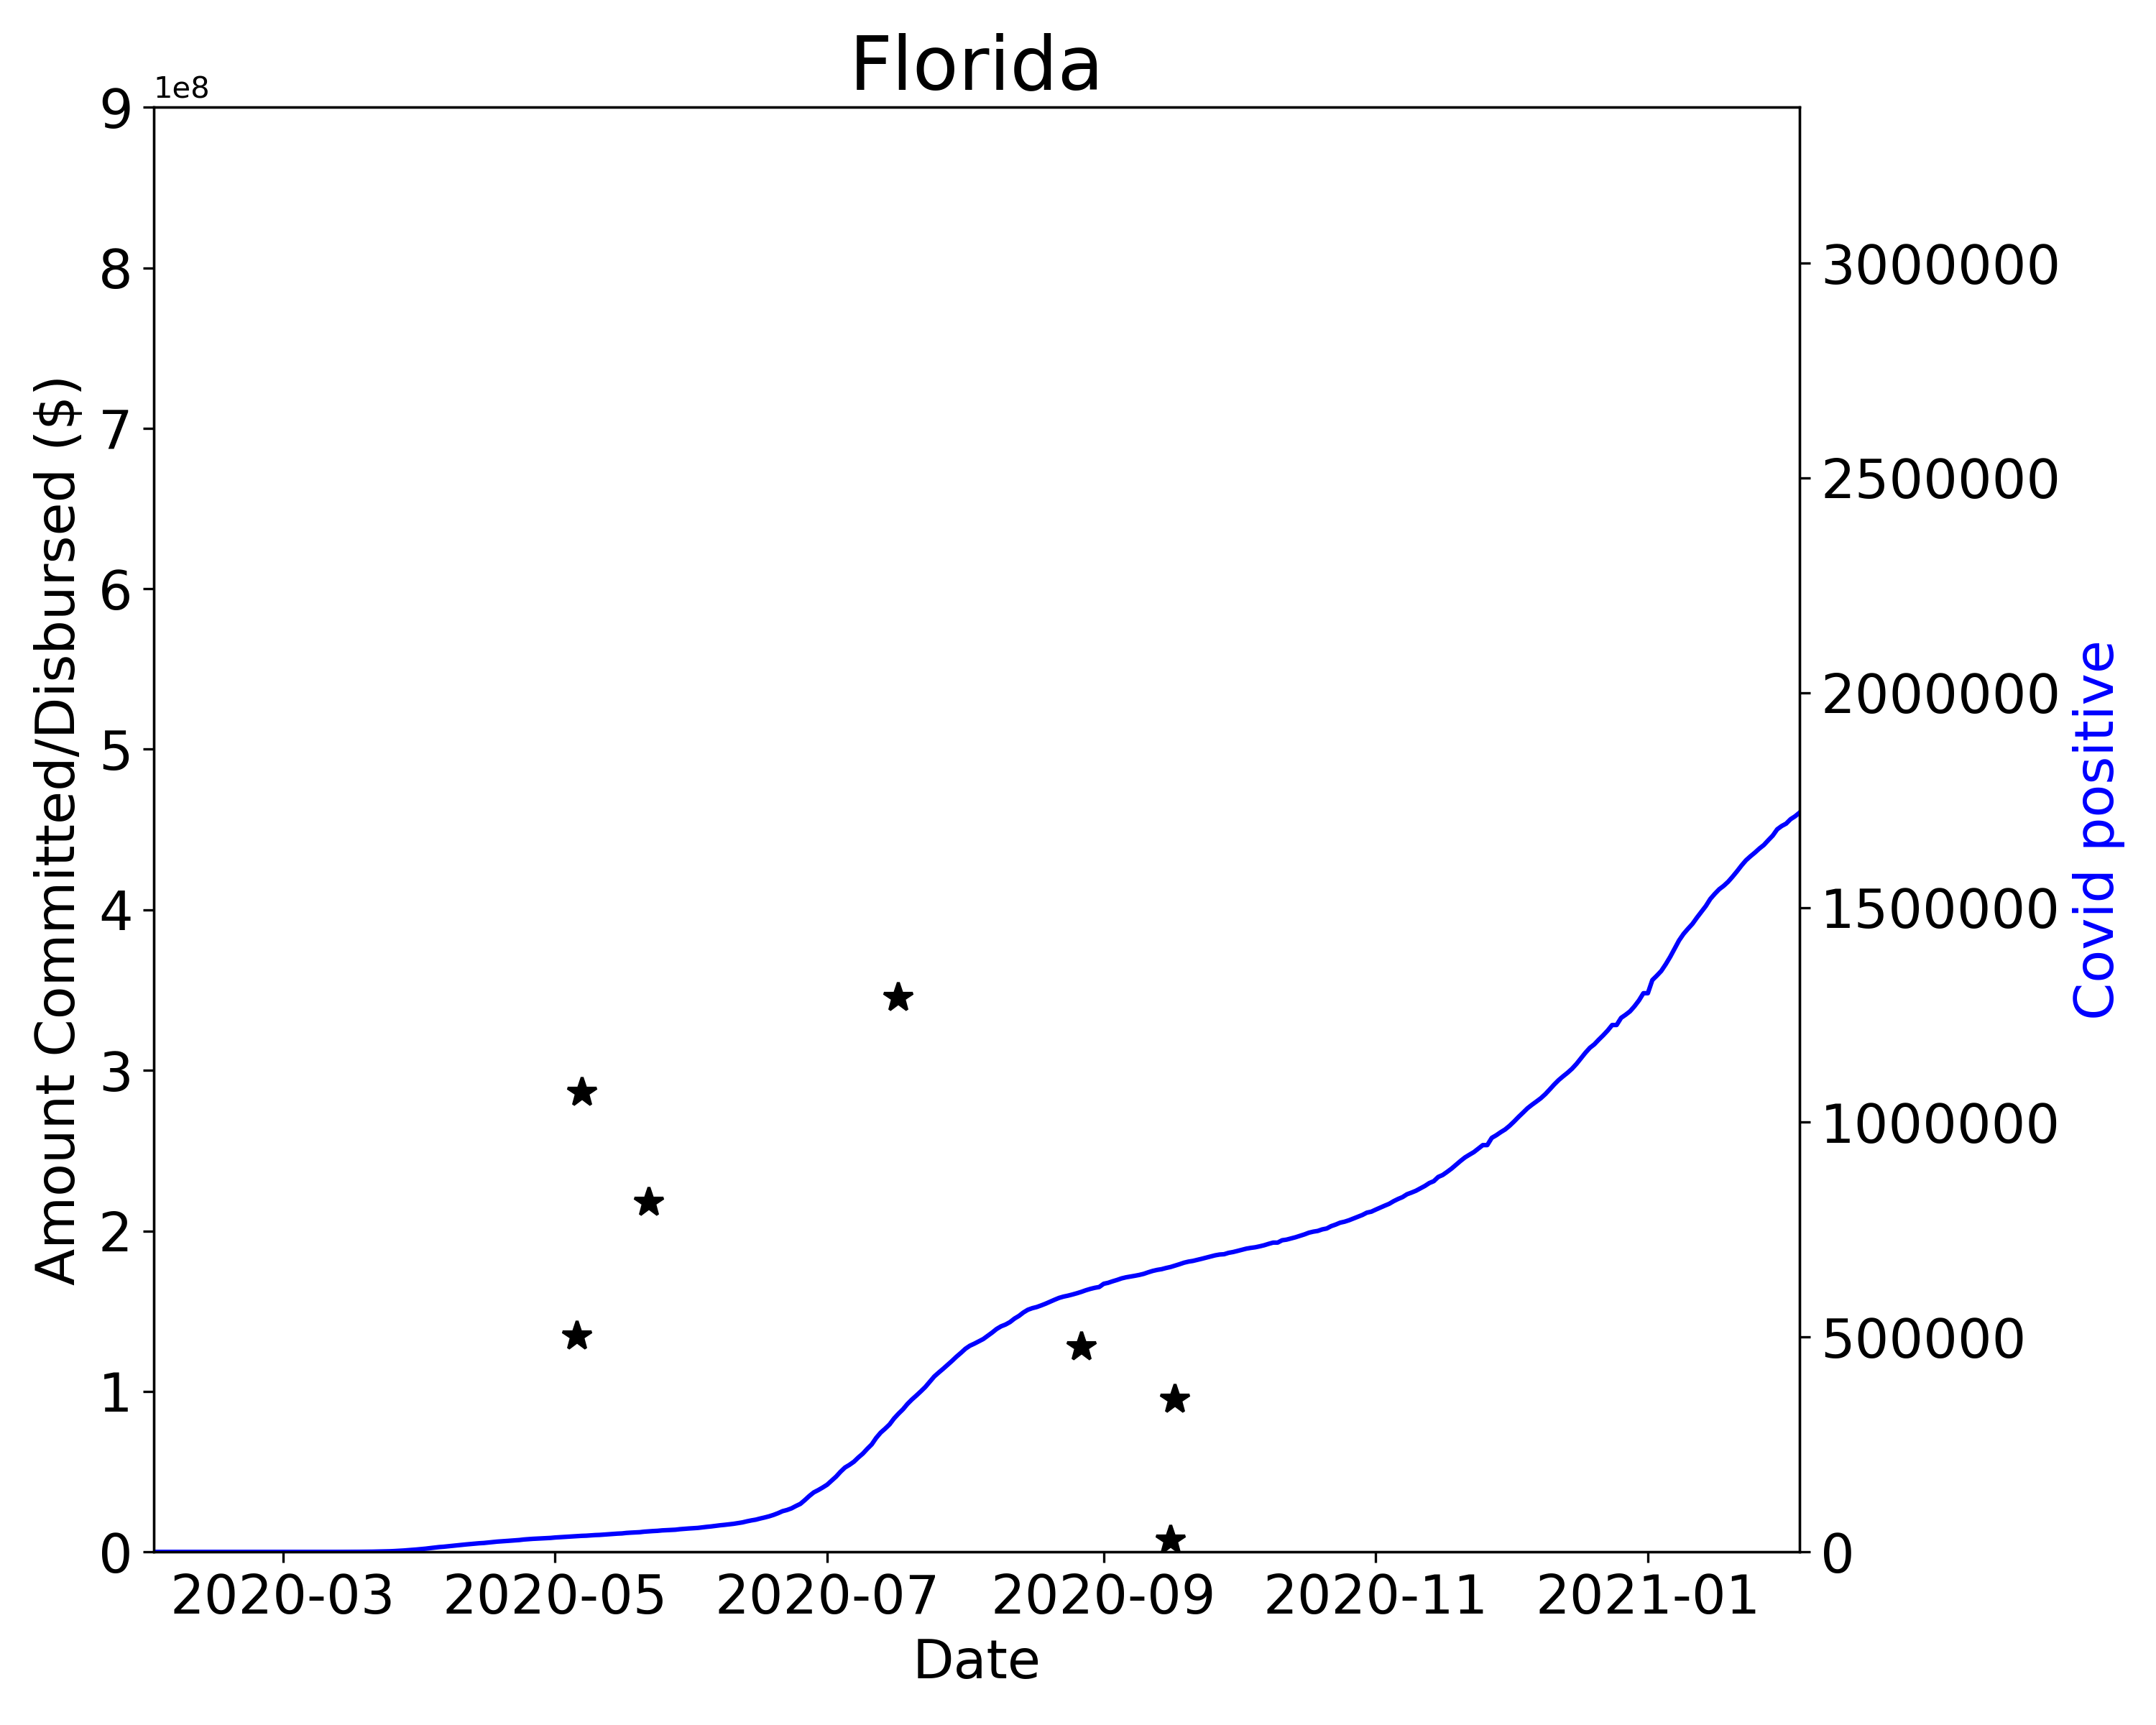 Florida
1e8
9
8
7
6
5
4
3
2
1
0
Amount Committed/Disbursed ($)
3000000
2500000
2000000
1500000
1000000
500000
0
Covid positive
2020-03 2020-05 2020-07 2020-09 2020-11 2021-01
Date